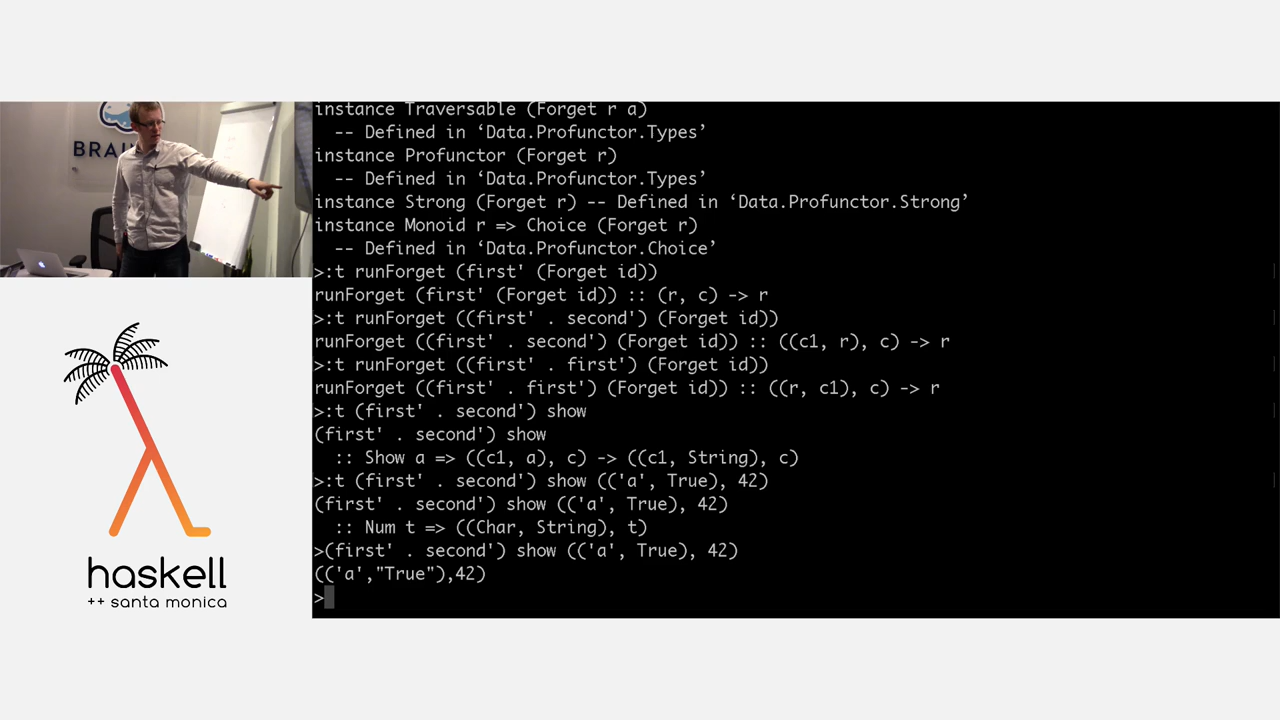 BRAI
instance Traversable (Forget r a)
-- Defined in ‘Data.Profunctor.Types’
instance Profunctor (Forget r)
-- Defined in ‘Data.Profunctor.Types’
instance Strong (Forget r) -- Defined in ‘Data.Profunctor.Strong’
instance Monoid r => Choice (Forget r)
-- Defined in ‘Data.Profunctor.Choice’
>:t runForget (first' (Forget id))
runForget (first' (Forget id)) :: (r, c) -> r
>:t runForget ((first' . second') (Forget id))
runForget ((first' . second') (Forget id)) :: ((c1, r), c) -> r
>:t runForget ((first' . first') (Forget id))
runForget ((first' . first') (Forget id)) :: ((r, c1), c) -> r
>:t (first' . second') show
(first' . second') show
:: Show a => ((c1, a), c) -> ((c1, String), c)
>:t (first' . second') show (('a', True), 42)
(first' . second') show (('a', True), 42)
:: Num t => ((Char, String), t)
>(first' . second') show (('a', True), 42)
(('a',"True"),42)
>
haskell
++ santa monica